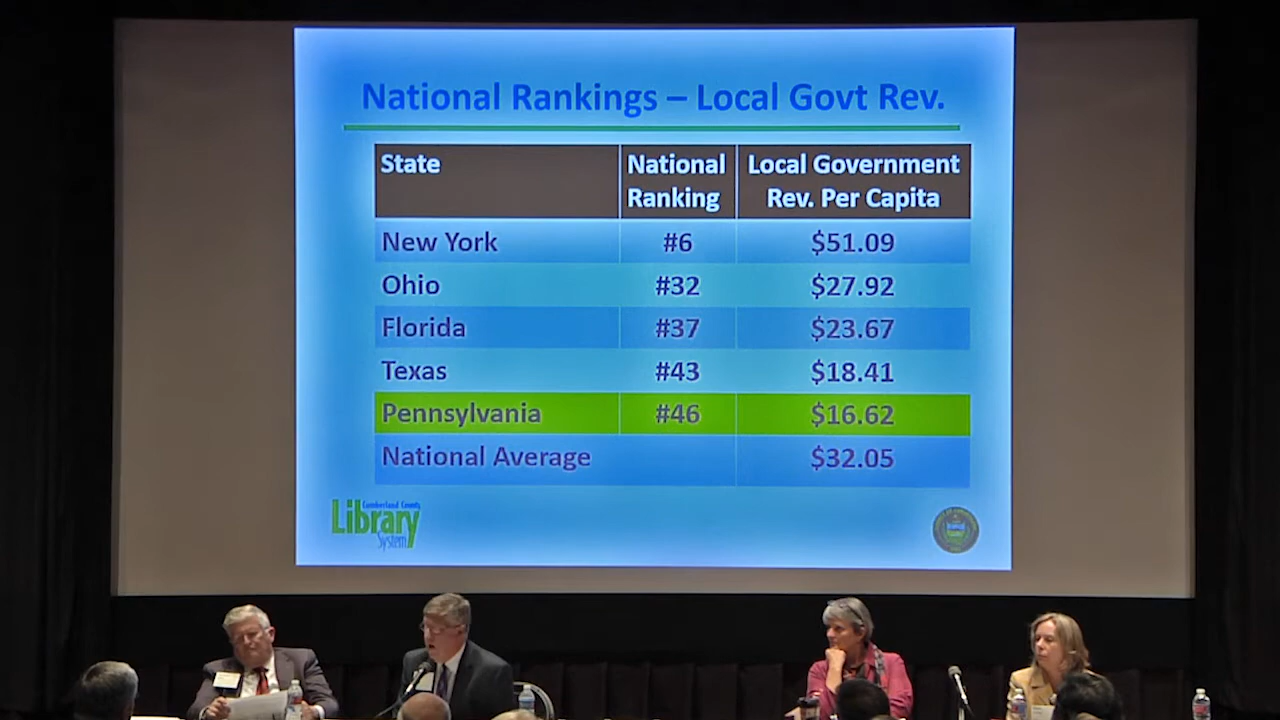 National Rankings – Local Govt Rev.
State National Ranking Local Government Rev. Per Capita
New York #6 $51.09
Ohio #32 $27.92
Florida #37 $23.67
Texas #43 $18.41
Pennsylvania #46 $16.62
National Average $32.05
Cumberland County
Library
System